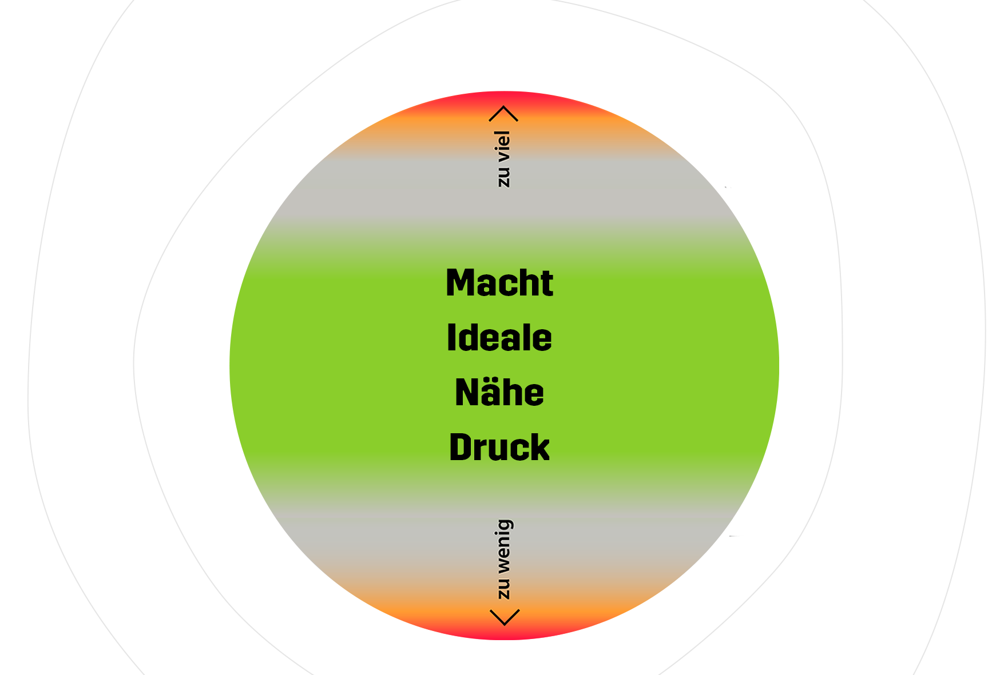 zu viel
Macht
Ideale
Nähe
Druck
zu wenig